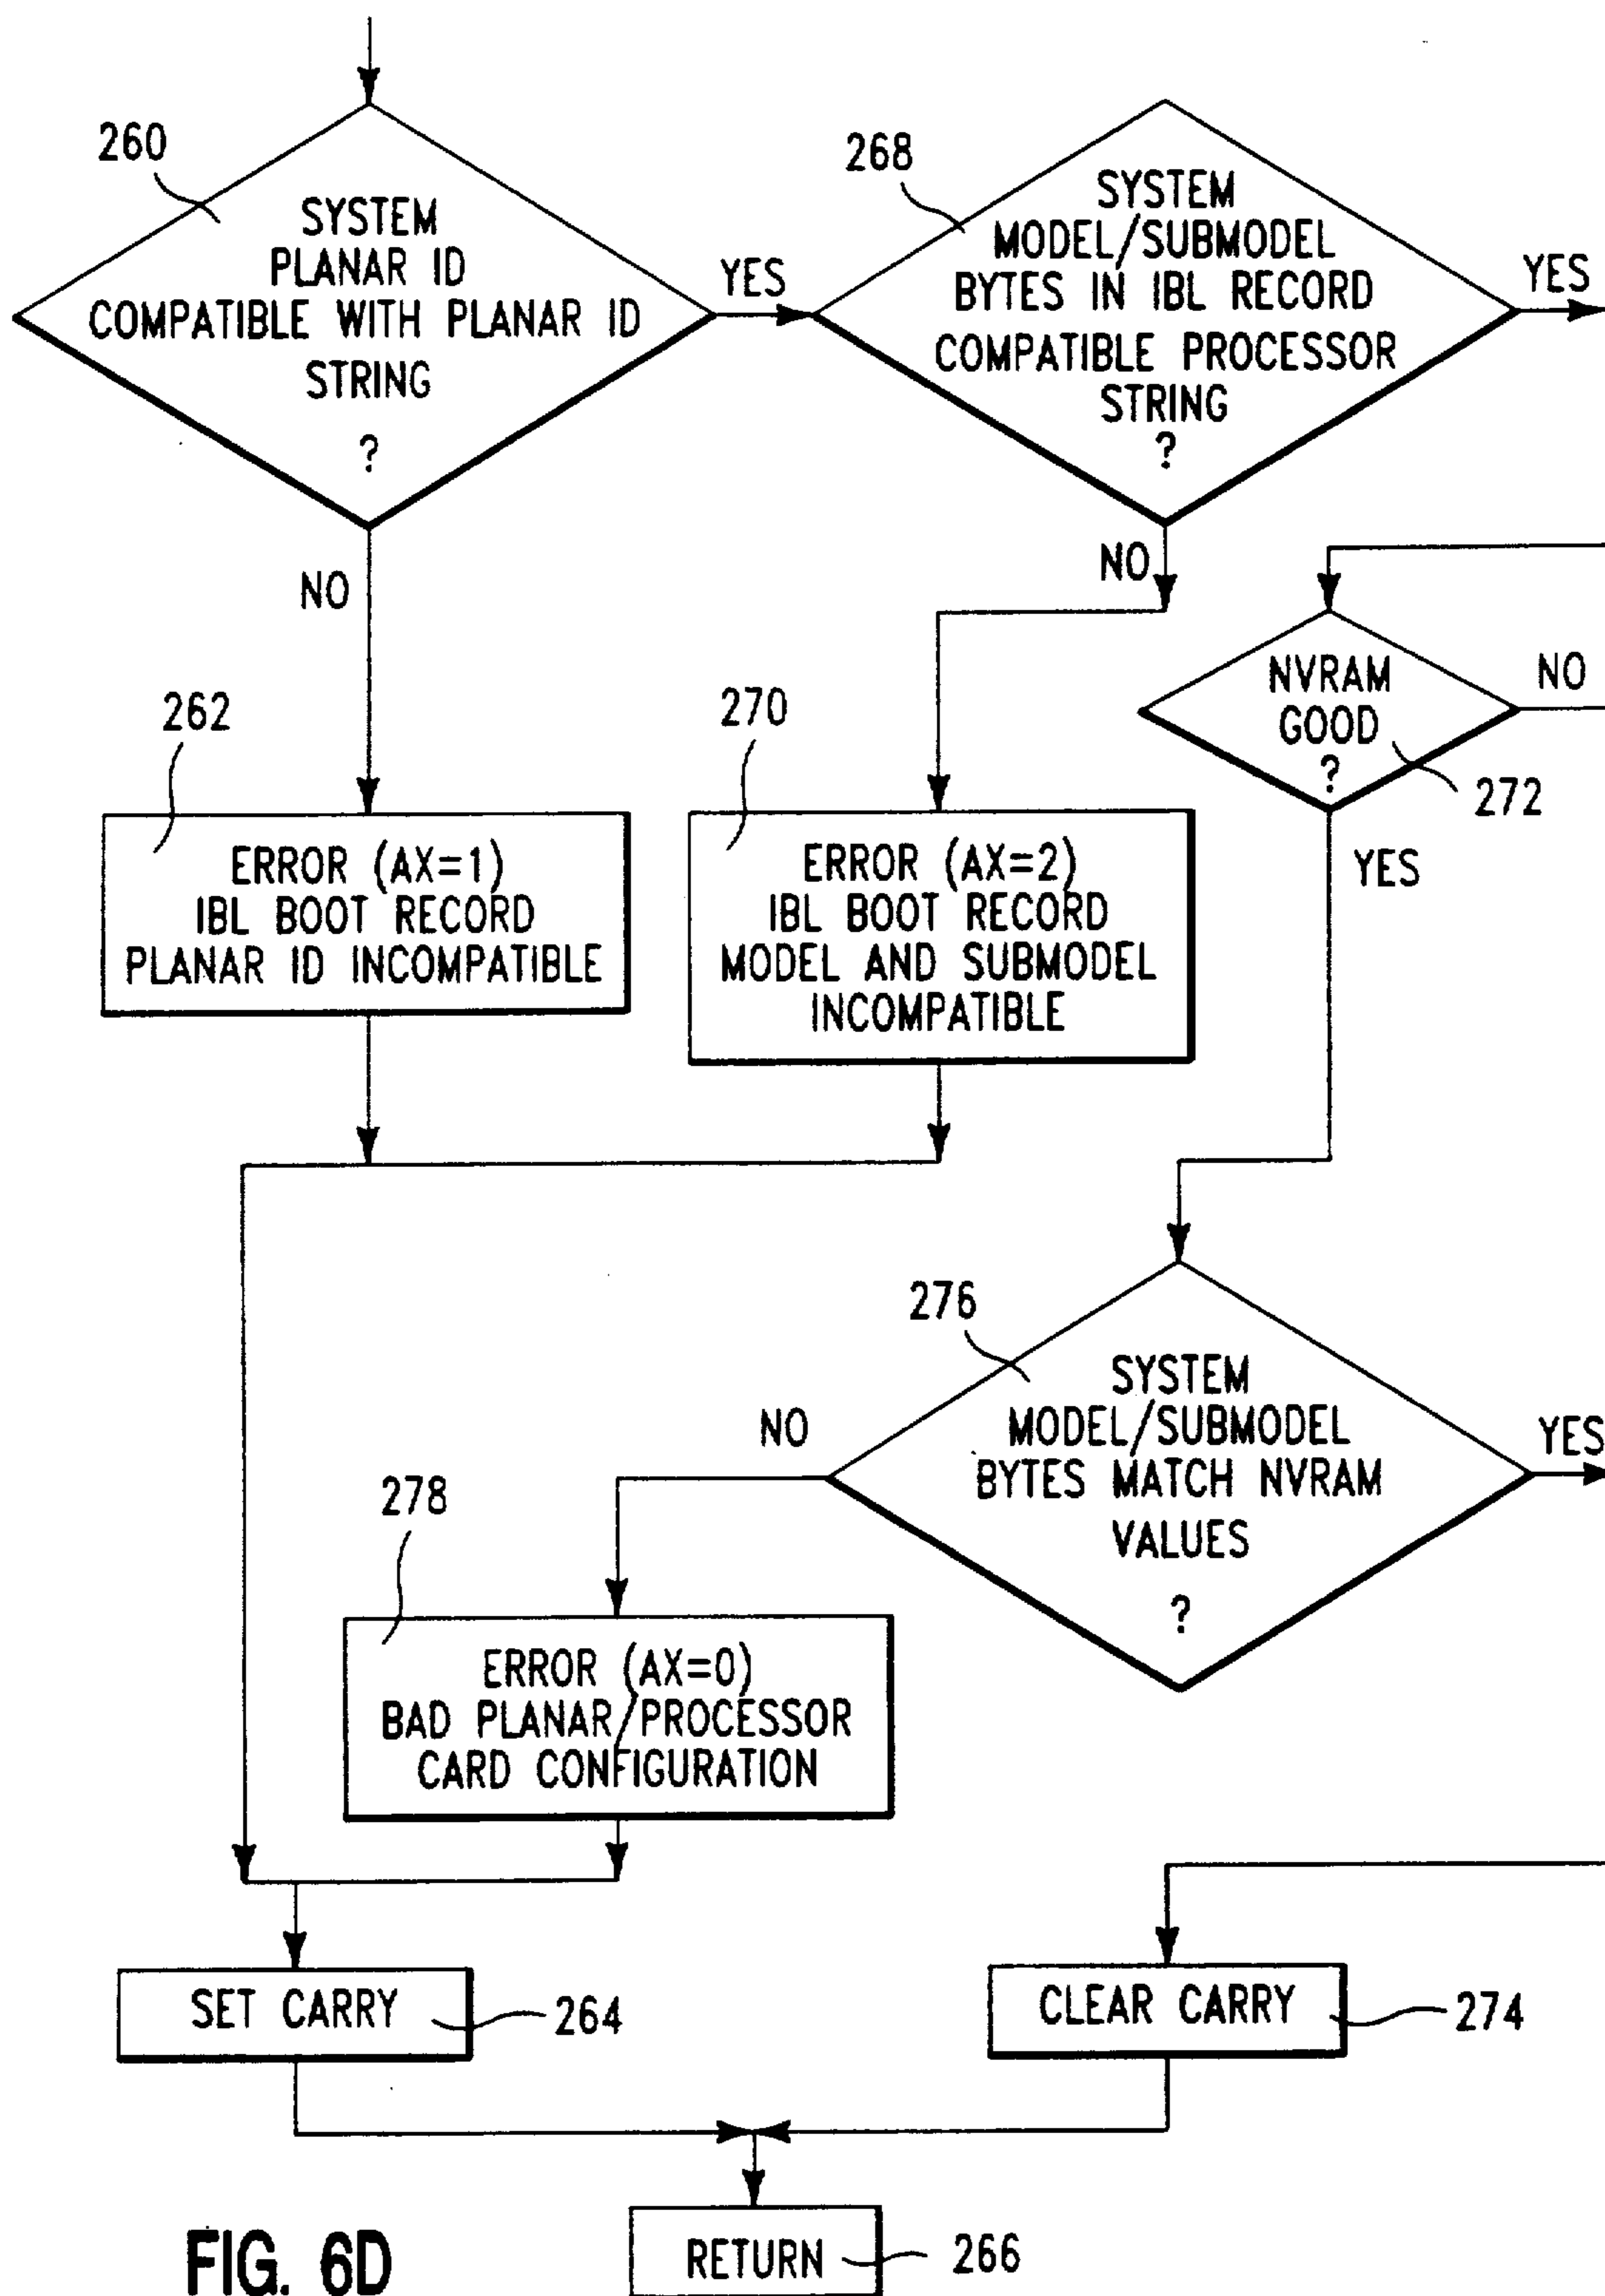 260
SYSTEM
PLANAR ID
COMPATIBLE WITH PLANAR ID
STRING
?
YES
NO
268
SYSTEM
MODEL/SUBMODEL
BYTES IN IBL RECORD
COMPATIBLE PROCESSOR
STRING
?
YES
NO
262
ERROR (AX=1)
IBL BOOT RECORD
PLANAR ID INCOMPATIBLE
270
ERROR (AX=2)
IBL BOOT RECORD
MODEL AND SUBMODEL
INCOMPATIBLE
NVRAM
GOOD
?
NO
272
YES
276
SYSTEM
MODEL/SUBMODEL
BYTES MATCH NVRAM
VALUES
?
NO
YES
278
ERROR (AX=0)
BAD PLANAR/PROCESSOR
CARD CONFIGURATION
SET CARRY
264
CLEAR CARRY
274
RETURN
266
FIG. 6D